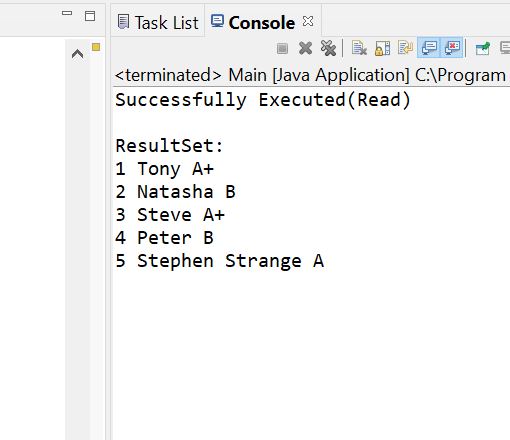 Task List Console
<terminated> Main [Java Application] C:\Program
Successfully Executed(Read)
ResultSet:
1 Tony A+
2 Natasha B
3 Steve A+
4 Peter B
5 Stephen Strange A